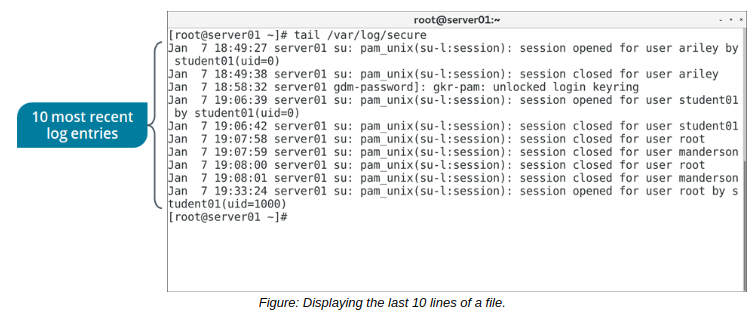 root@server01:~
[root@server01 ~]# tail /var/log/secure
Jan  7 18:49:27 server01 su: pam_unix(su-l:session): session opened for user ariley by
 student01(uid=0)
Jan  7 18:49:38 server01 su: pam_unix(su-l:session): session closed for user ariley
Jan  7 18:58:32 server01 gdm-password]: gkr-pam: unlocked login keyring
Jan  7 19:06:39 server01 su: pam_unix(su-l:session): session opened for user student01
 by student01(uid=0)
Jan  7 19:06:42 server01 su: pam_unix(su-l:session): session closed for user student01
Jan  7 19:07:58 server01 su: pam_unix(su-l:session): session closed for user root
Jan  7 19:07:59 server01 su: pam_unix(su-l:session): session closed for user manderson
Jan  7 19:08:00 server01 su: pam_unix(su-l:session): session closed for user root
Jan  7 19:08:01 server01 su: pam_unix(su-l:session): session closed for user manderson
Jan  7 19:33:24 server01 su: pam_unix(su-l:session): session opened for user root by s
tudent01(uid=1000)
[root@server01 ~]#
10 most recent
log entries
Figure: Displaying the last 10 lines of a file.